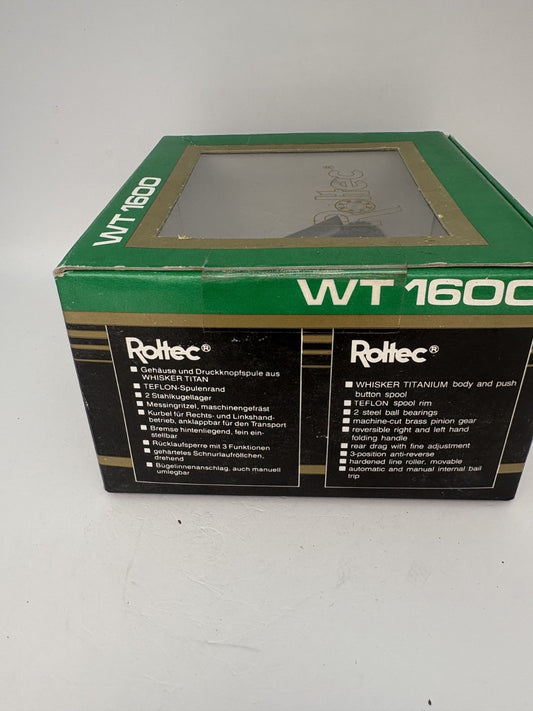 WT 1600
Roltec®
WT 1600
Roltec®
■ Gehäuse und Druckknopfspule aus
WHISKER TITAN
■ TEFLON-Spulenrand
■ 2 Stahlkugellager
■ Messingritzel, maschinengefräst
■ Kurbel für Rechts- und Linkshand-
betrieb, anklappbar für den Transport
■ Bremse hintenliegend, fein ein-
stellbar
■ Rücklaufsperre mit 3 Funktionen
■ gehärtetes Schnurlaufröllchen,
drehend
■ Bügelinnenanschlag, auch manuell
umlegbar
Roltec®
■ WHISKER TITANIUM body and push
button spool
■ TEFLON spool rim
■ 2 steel ball bearings
■ machine-cut brass pinion gear
■ reversible right and left hand
folding handle
■ rear drag with fine adjustment
■ 3-position anti-reverse
■ hardened line roller, movable
■ automatic and manual internal bail
trip